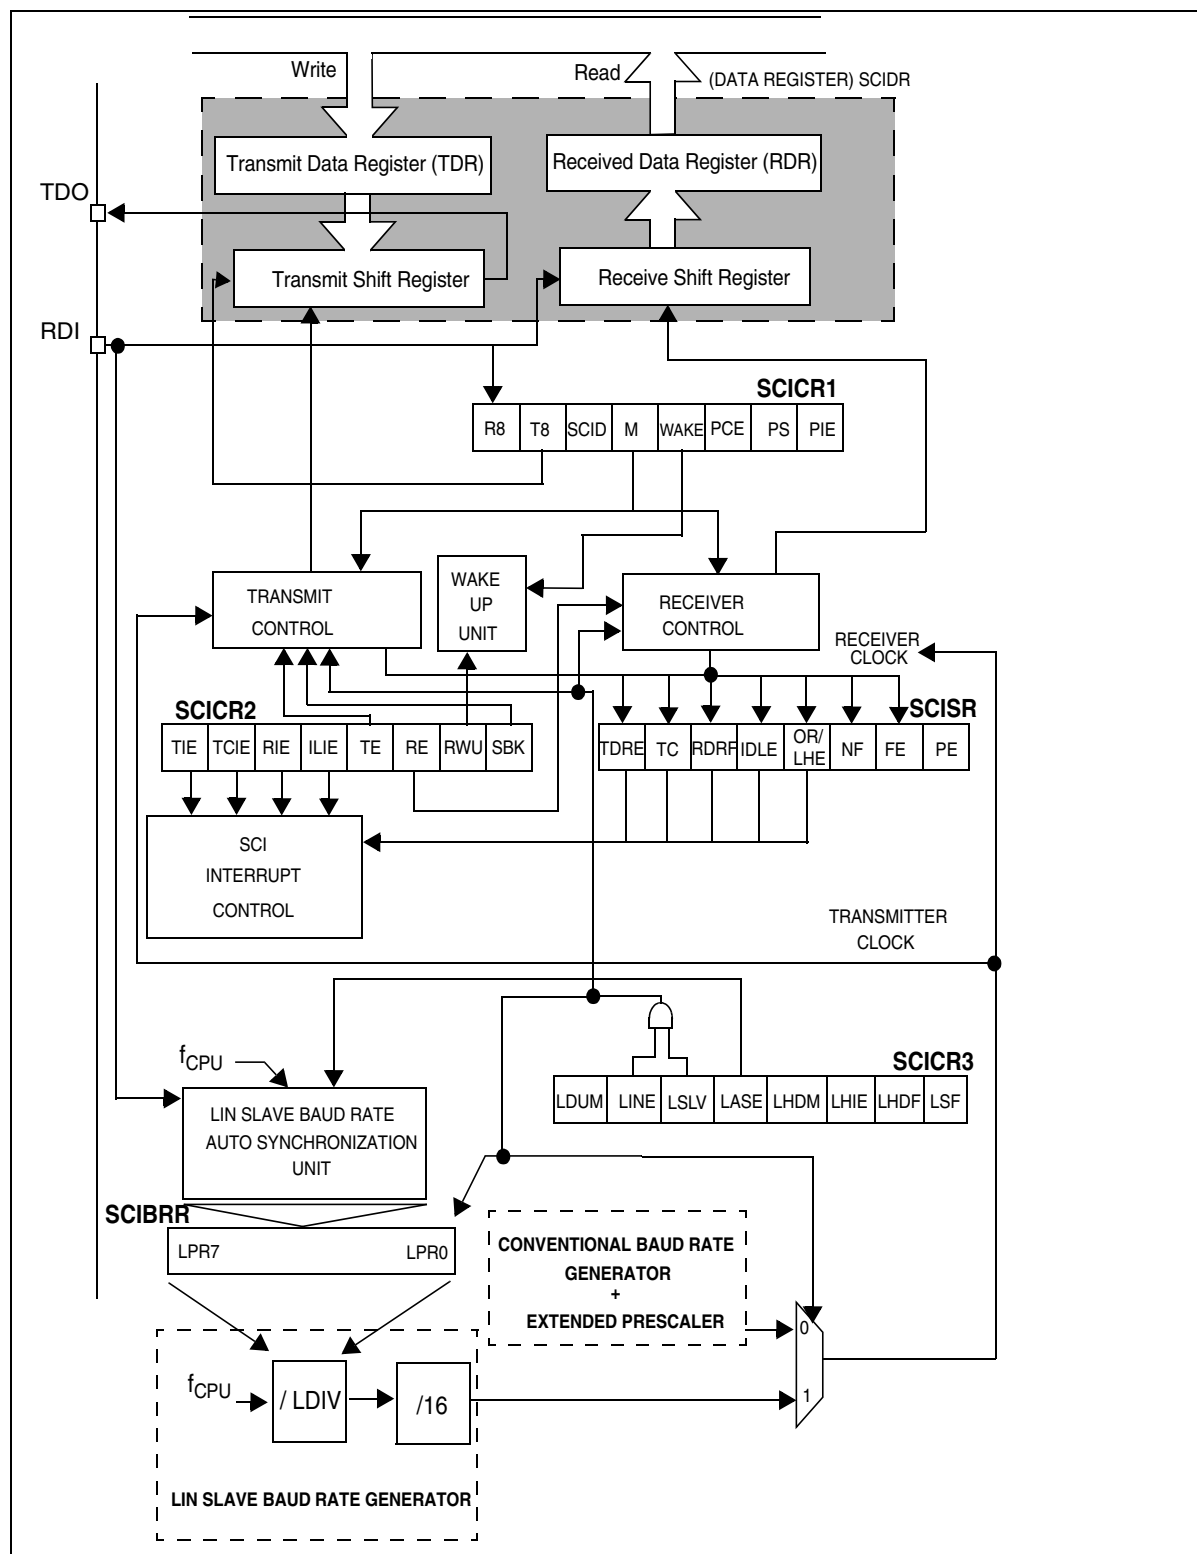 Write
Read
(DATA REGISTER) SCIDR
Transmit Data Register (TDR)
Received Data Register (RDR)
TDO
Transmit Shift Register
Receive Shift Register
RDI
SCICR1
R8 T8 SCID M WAKE PCE PS PIE
TRANSMIT
CONTROL
WAKE
UP
UNIT
RECEIVER
CONTROL
RECEIVER
CLOCK
SCICR2
TIE TCIE RIE ILIE TE RE RWU SBK
SCISR
TDRE TC RDRF IDLE OR/
LHE NF FE PE
SCI
INTERRUPT
CONTROL
TRANSMITTER
CLOCK
fCPU
SCICR3
LDUM LINE LSLV LASE LHDM LHIE LHDF LSF
LIN SLAVE BAUD RATE
AUTO SYNCHRONIZATION
UNIT
SCIBRR
LPR7 LPR0
CONVENTIONAL BAUD RATE
GENERATOR
+
EXTENDED PRESCALER
0
1
fCPU
/ LDIV
/16
LIN SLAVE BAUD RATE GENERATOR